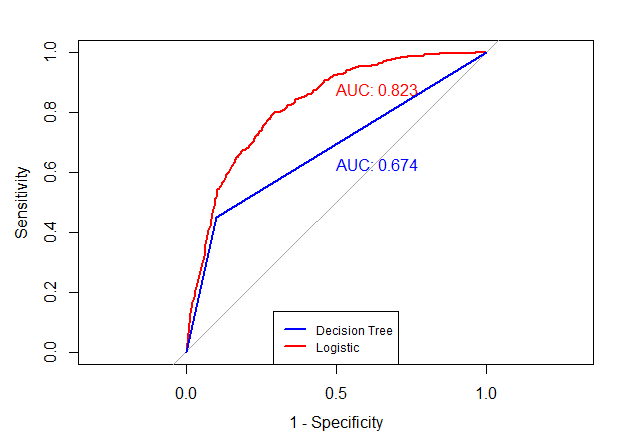 1.0
0.8
0.6
0.4
0.2
0.0
Sensitivity
AUC: 0.823
AUC: 0.674
Decision Tree
Logistic
0.0 0.5 1.0
1 - Specificity